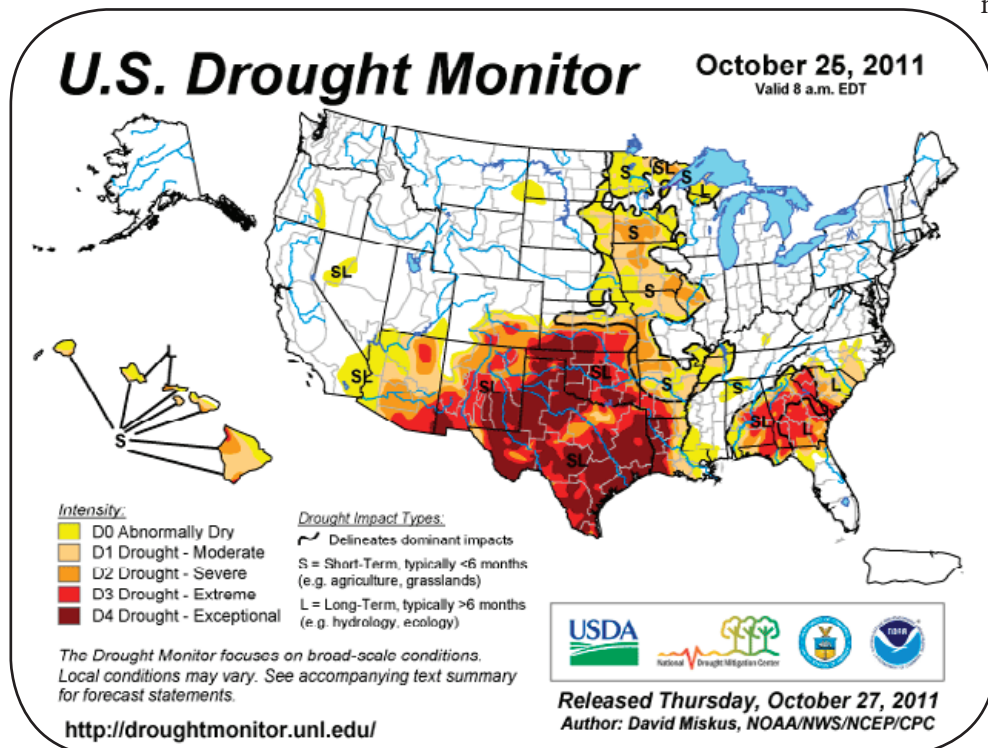 U.S. Drought Monitor
October 25, 2011
Valid 8 a.m. EDT
S
SL
S
L
S
S
SL
SL
SL
SL
S
S
SL
L
L
SL
L
S
Intensity:
D0 Abnormally Dry
D1 Drought - Moderate
D2 Drought - Severe
D3 Drought - Extreme
D4 Drought - Exceptional
Drought Impact Types:
Delineates dominant impacts
S = Short-Term, typically <6 months
(e.g. agriculture, grasslands)
L = Long-Term, typically >6 months
(e.g. hydrology, ecology)
The Drought Monitor focuses on broad-scale conditions.
Local conditions may vary. See accompanying text summary
for forecast statements.
http://droughtmonitor.unl.edu/
USDA
National Drought Mitigation Center
NOAA
Released Thursday, October 27, 2011
Author: David Miskus, NOAA/NWS/NCEP/CPC